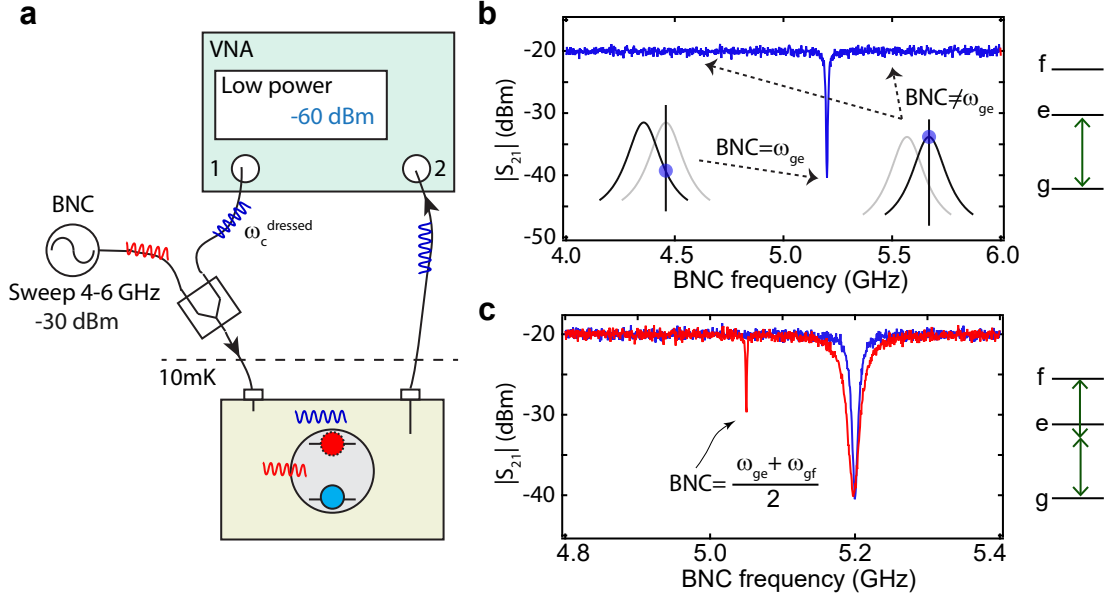 a
VNA
Low power
-60 dBm
1
2
BNC
ω_c^dressed
Sweep 4-6 GHz
-30 dBm
10mK
b
|S₂₁| (dBm)
-20
-30
-40
-50
BNC≠ω_ge
BNC=ω_ge
4.0 4.5 5.0 5.5 6.0
BNC frequency (GHz)
f
e
g
c
|S₂₁| (dBm)
-20
-30
-40
BNC= (ω_ge + ω_gf) / 2
4.8 5.0 5.2 5.4
BNC frequency (GHz)
f
e
g